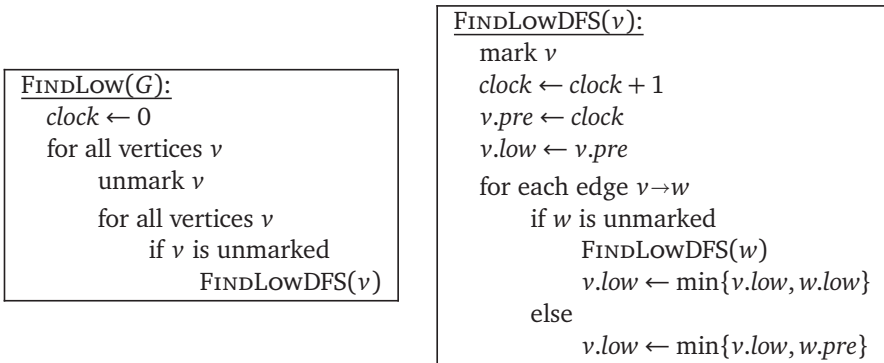 FINDLOW(G):
clock ← 0
for all vertices v
unmark v
for all vertices v
if v is unmarked
FINDLOWDFS(v)
FINDLOWDFS(v):
mark v
clock ← clock + 1
v.pre ← clock
v.low ← v.pre
for each edge v→w
if w is unmarked
FINDLOWDFS(w)
v.low ← min{v.low, w.low}
else
v.low ← min{v.low, w.pre}